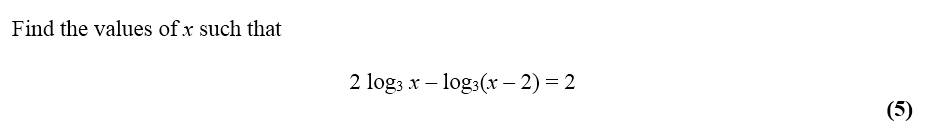 Find the values of x such that
2 log₃ x – log₃(x – 2) = 2
(5)